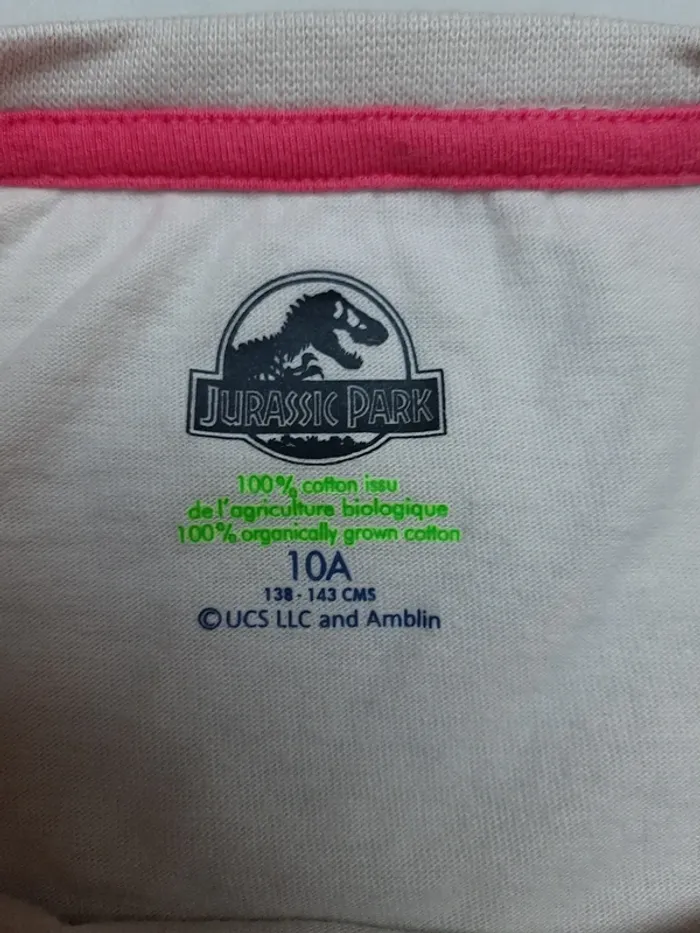 JURASSIC PARK
100% cotton issu
de l'agriculture biologique
100% organically grown cotton
10A
138 - 143 CMS
©UCS LLC and Amblin